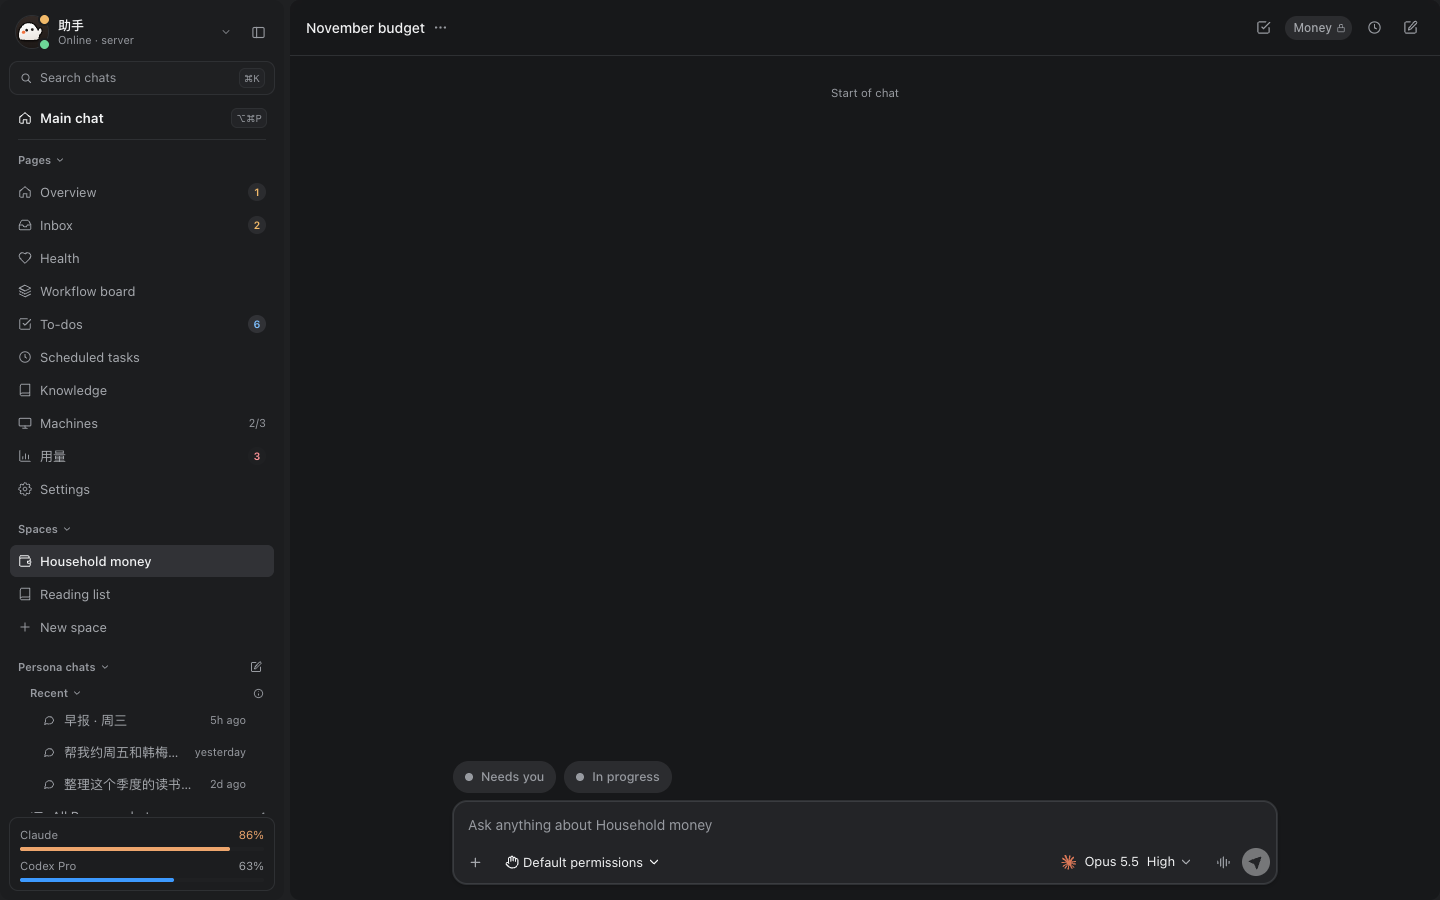 助手
Online · server
Search chats ⌘K
Main chat ⌥⌘P
Pages
Overview 1
Inbox 2
Health
Workflow board
To-dos 6
Scheduled tasks
Knowledge
Machines 2/3
用量 3
Settings
Spaces
Household money
Reading list
New space
Persona chats
Recent
早报 · 周三 5h ago
帮我约周五和韩梅... yesterday
整理这个季度的读书... 2d ago
Claude 86%
Codex Pro 63%
November budget ···
Money
Start of chat
Needs you In progress
Ask anything about Household money
Default permissions
Opus 5.5 High